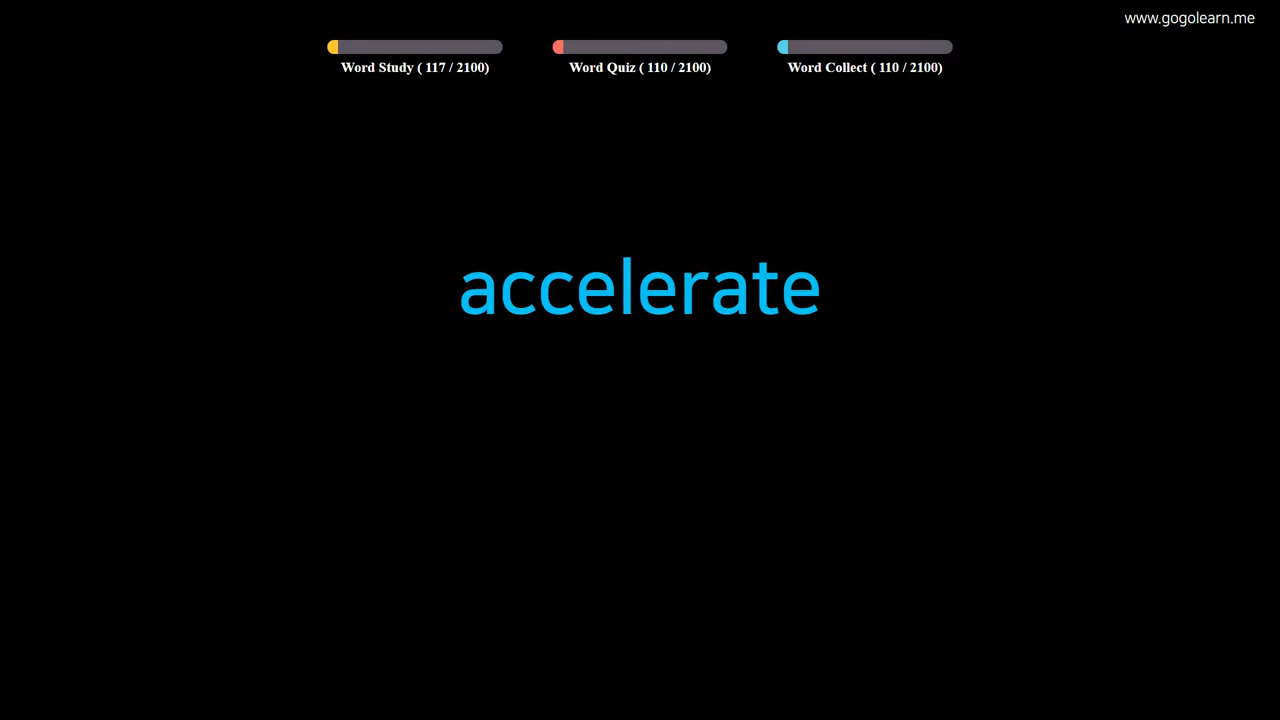 www.gogolearn.me
Word Study ( 117 / 2100)
Word Quiz ( 110 / 2100)
Word Collect ( 110 / 2100)
accelerate